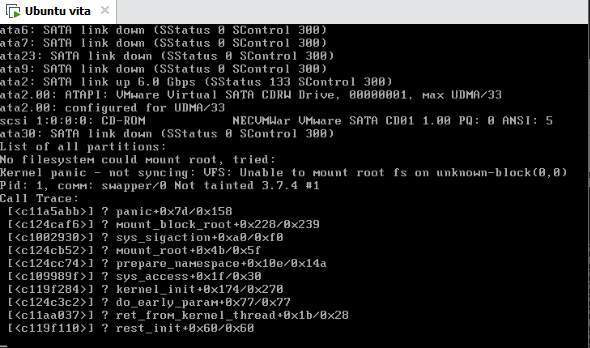 Ubuntu vita
ata6: SATA link down (SStatus 0 SControl 300)
ata7: SATA link down (SStatus 0 SControl 300)
ata23: SATA link down (SStatus 0 SControl 300)
ata9: SATA link down (SStatus 0 SControl 300)
ata2: SATA link up 6.0 Gbps (SStatus 133 SControl 300)
ata2.00: ATAPI: VMware Virtual SATA CDRW Drive, 00000001, max UDMA/33
ata2.00: configured for UDMA/33
scsi 1:0:0:0: CD-ROM            NECVMWar VMware SATA CD01 1.00 PQ: 0 ANSI: 5
ata30: SATA link down (SStatus 0 SControl 300)
List of all partitions:
No filesystem could mount root, tried:
Kernel panic - not syncing: VFS: Unable to mount root fs on unknown-block(0,0)
Pid: 1, comm: swapper/0 Not tainted 3.7.4 #1
Call Trace:
[<c11a5abb>] ? panic+0x7d/0x158
[<c124caf6>] ? mount_block_root+0x228/0x239
[<c1002930>] ? sys_sigaction+0xa0/0xf0
[<c124cb52>] ? mount_root+0x4b/0x5f
[<c124cc74>] ? prepare_namespace+0x10e/0x14a
[<c109989f>] ? sys_access+0x1f/0x30
[<c119f284>] ? kernel_init+0x174/0x270
[<c124c3c2>] ? do_early_param+0x77/0x77
[<c11aa037>] ? ret_from_kernel_thread+0x1b/0x28
[<c119f110>] ? rest_init+0x60/0x60